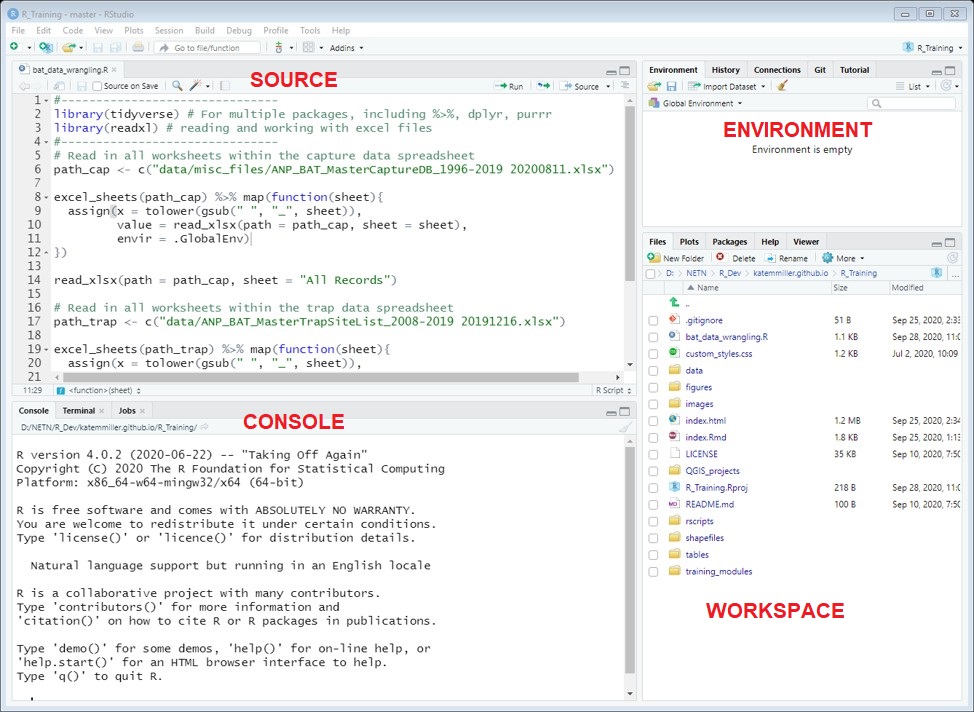 R_Training - master - RStudio
File Edit Code View Plots Session Build Debug Profile Tools Help
Go to file/function Addins R_Training
bat_data_wrangling.R
SOURCE
Source on Save Run Source
1 #-------------------------------
2 library(tidyverse) # For multiple packages, including %>%, dplyr, purrr
3 library(readxl) # reading and working with excel files
4 #-------------------------------
5 # Read in all worksheets within the capture data spreadsheet
6 path_cap <- c("data/misc_files/ANP_BAT_MasterCaptureDB_1996-2019 20200811.xlsx")
7
8 excel_sheets(path_cap) %>% map(function(sheet){
9 assign(x = tolower(gsub(" ", "_", sheet)),
10 value = read_xlsx(path = path_cap, sheet = sheet),
11 envir = .GlobalEnv)
12 })
13
14 read_xlsx(path = path_cap, sheet = "All Records")
15
16 # Read in all worksheets within the trap data spreadsheet
17 path_trap <- c("data/ANP_BAT_MasterTrapSiteList_2008-2019 20191216.xlsx")
18
19 excel_sheets(path_trap) %>% map(function(sheet){
20 assign(x = tolower(gsub(" ", "_", sheet)),
21
11:29 <function>(sheet) R Script
Console Terminal Jobs
CONSOLE
D:/NETN/R_Dev/katemmiller.github.io/R_Training/
R version 4.0.2 (2020-06-22) -- "Taking Off Again"
Copyright (C) 2020 The R Foundation for Statistical Computing
Platform: x86_64-w64-mingw32/x64 (64-bit)
R is free software and comes with ABSOLUTELY NO WARRANTY.
You are welcome to redistribute it under certain conditions.
Type 'license()' or 'licence()' for distribution details.
Natural language support but running in an English locale
R is a collaborative project with many contributors.
Type 'contributors()' for more information and
'citation()' on how to cite R or R packages in publications.
Type 'demo()' for some demos, 'help()' for on-line help, or
'help.start()' for an HTML browser interface to help.
Type 'q()' to quit R.
Environment History Connections Git Tutorial
Import Dataset List
Global Environment
ENVIRONMENT
Environment is empty
Files Plots Packages Help Viewer
New Folder Delete Rename More
D: NETN R_Dev katemmiller.github.io R_Training ...
Name Size Modified
..
.gitignore 51 B Sep 25, 2020, 2:33
bat_data_wrangling.R 1.1 KB Sep 28, 2020, 11:0
custom_styles.css 1.2 KB Jul 2, 2020, 10:09
data
figures
images
index.html 1.2 MB Sep 25, 2020, 2:34
index.Rmd 1.8 KB Sep 25, 2020, 1:13
LICENSE 35 KB Sep 10, 2020, 7:50
QGIS_projects
R_Training.Rproj 218 B Sep 28, 2020, 11:0
README.md 100 B Sep 10, 2020, 7:50
rscripts
shapefiles
tables
training_modules
WORKSPACE